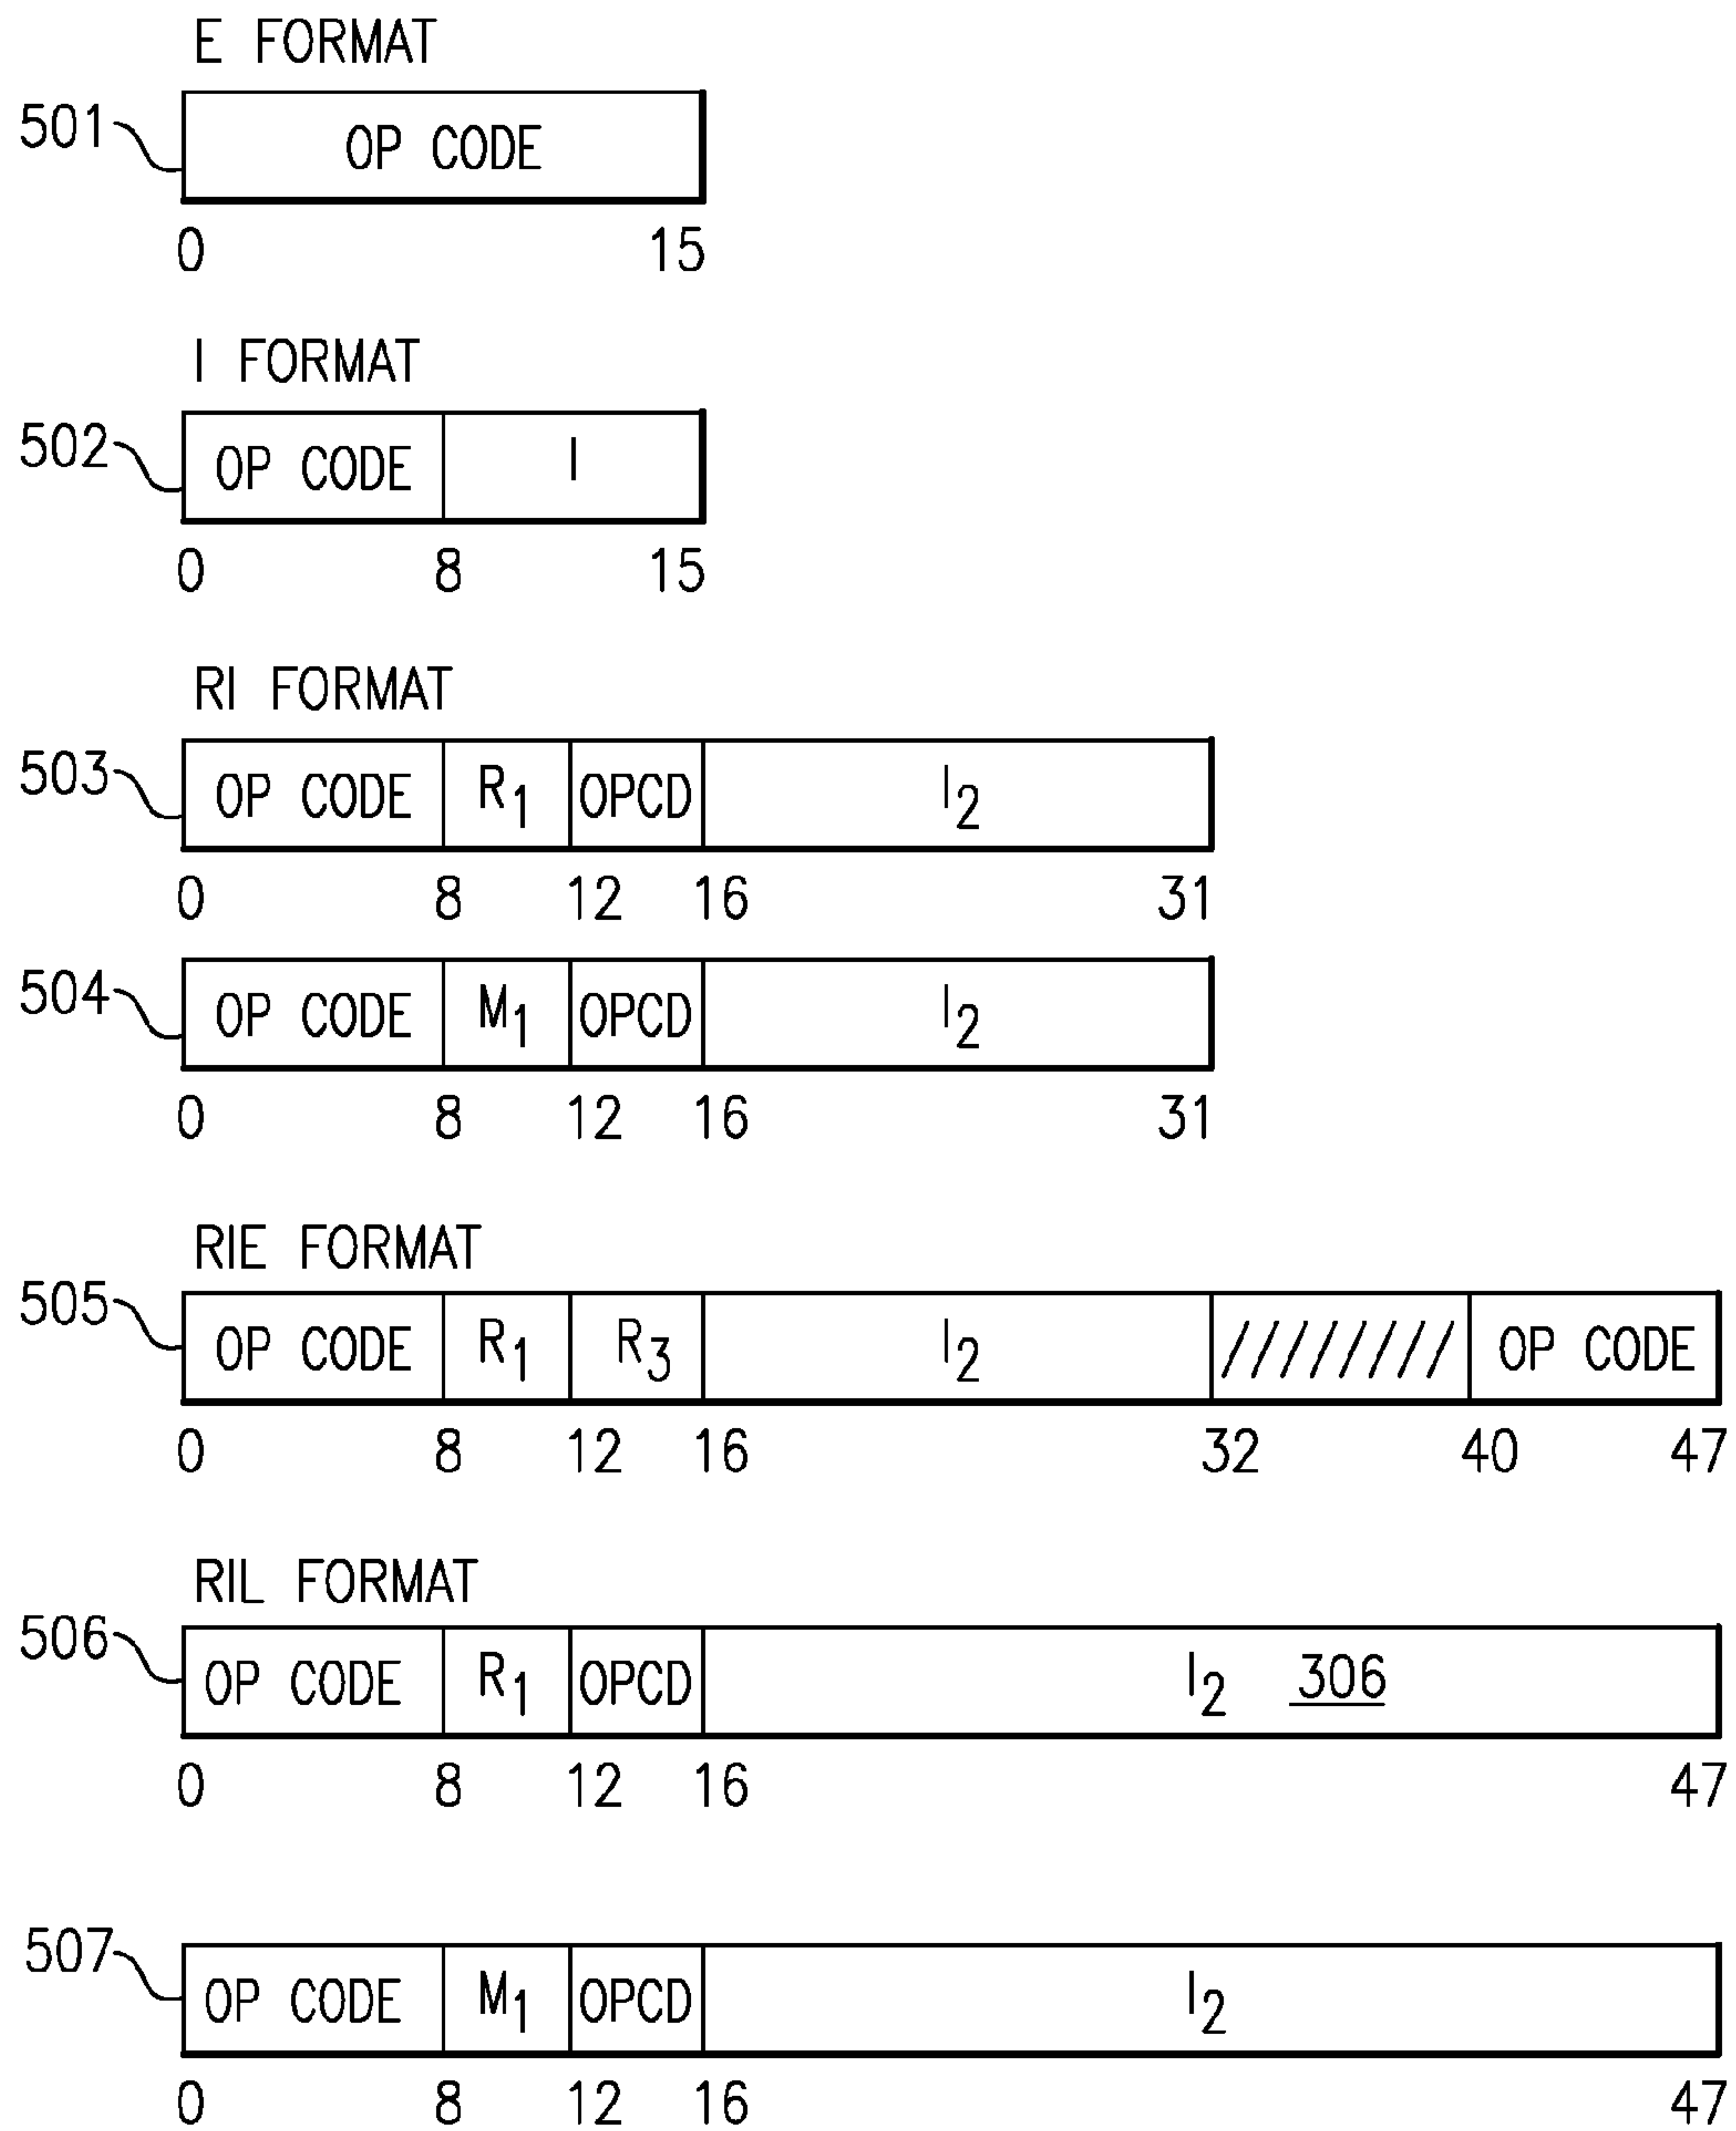 E FORMAT
501
OP CODE
0 15
I FORMAT
502
OP CODE I
0 8 15
RI FORMAT
503
OP CODE R1 OPCD I2
0 8 12 16 31
504
OP CODE M1 OPCD I2
0 8 12 16 31
RIE FORMAT
505
OP CODE R1 R3 I2 //////// OP CODE
0 8 12 16 32 40 47
RIL FORMAT
506
OP CODE R1 OPCD I2 306
0 8 12 16 47
507
OP CODE M1 OPCD I2
0 8 12 16 47